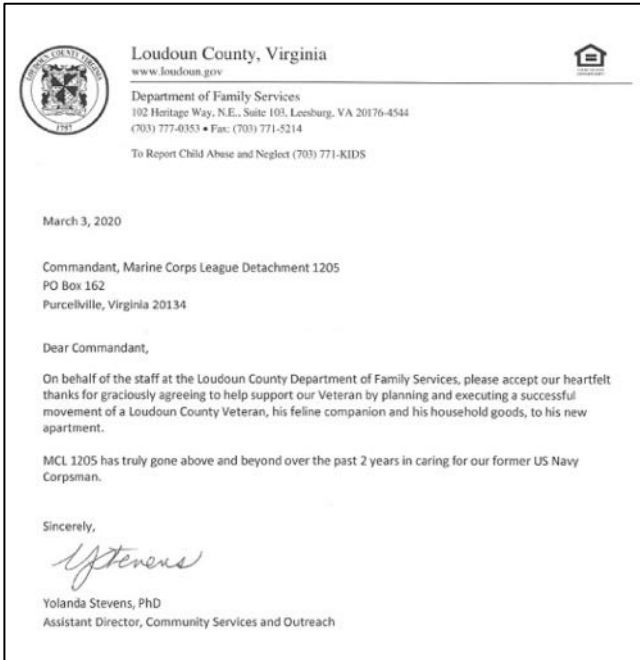 Loudoun County, Virginia
www.loudoun.gov
Department of Family Services
102 Heritage Way, N.E., Suite 103, Leesburg, VA 20176-4544
(703) 777-0353 • Fax: (703) 771-5214
To Report Child Abuse and Neglect (703) 771-KIDS
LOUDOUN COUNTY VIRGINIA
1757
March 3, 2020
Commandant, Marine Corps League Detachment 1205
PO Box 162
Purcellville, Virginia 20134
Dear Commandant,
On behalf of the staff at the Loudoun County Department of Family Services, please accept our heartfelt
thanks for graciously agreeing to help support our Veteran by planning and executing a successful
movement of a Loudoun County Veteran, his feline companion and his household goods, to his new
apartment.
MCL 1205 has truly gone above and beyond over the past 2 years in caring for our former US Navy
Corpsman.
Sincerely,
YStevens
Yolanda Stevens, PhD
Assistant Director, Community Services and Outreach